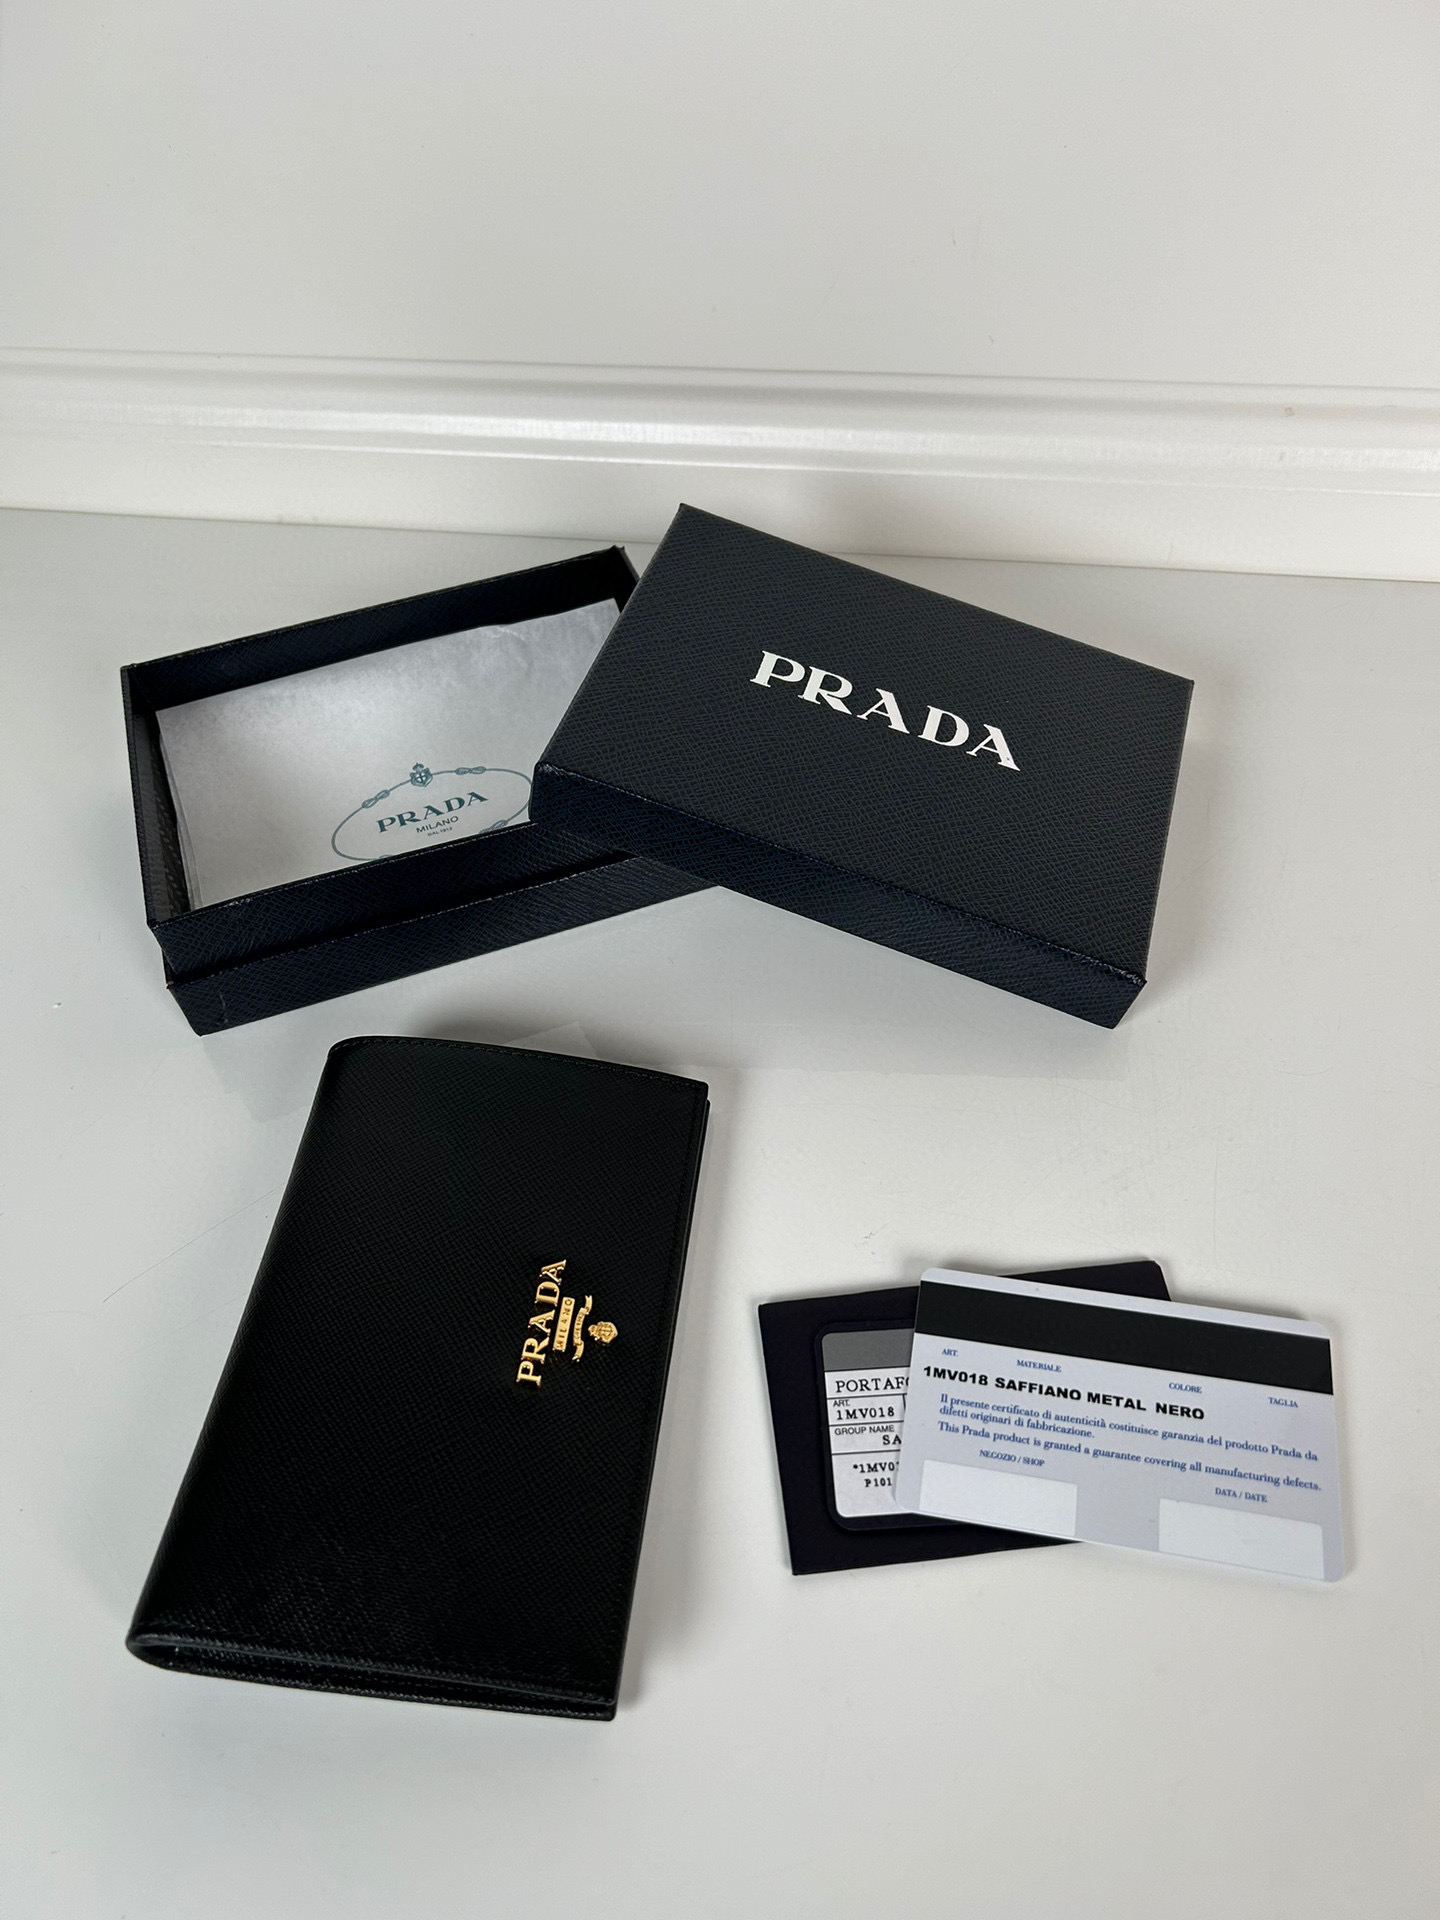 PRADA
PRADA
MILANO
DAL 1913
PRADA
MILANO
PORTAFO
ART.
1MV018
GROUP NAME
SA
*1MV0
P101
ART. MATERIALE COLORE TAGLIA
1MV018 SAFFIANO METAL NERO
Il presente certificato di autenticità costituisce garanzia del prodotto Prada da
difetti originari di fabbricazione.
This Prada product is granted a guarantee covering all manufacturing defects.
NEGOZIO / SHOP
DATA / DATE